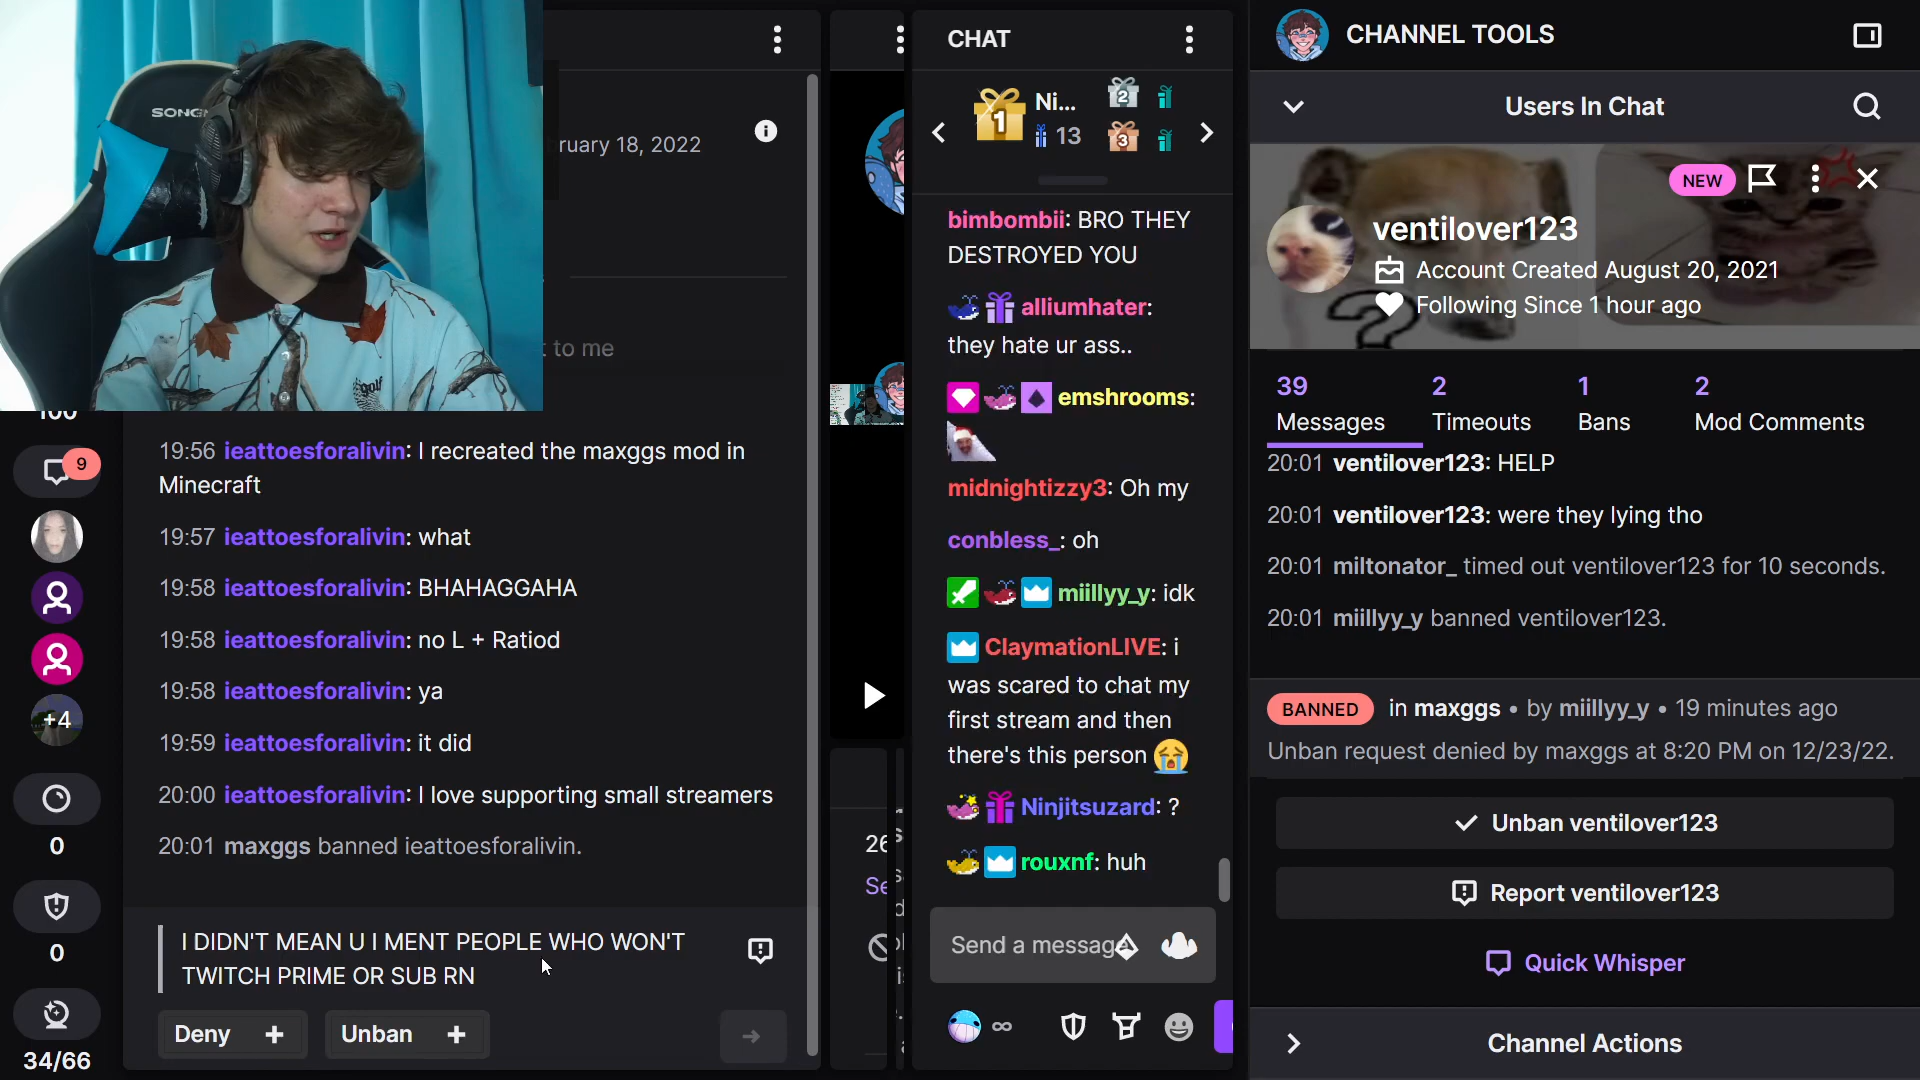 SONG
ruary 18, 2022
t to me
100
9
19:56 ieattoesforalivin: I recreated the maxggs mod in
Minecraft
19:57 ieattoesforalivin: what
19:58 ieattoesforalivin: BHAHAGGAHA
19:58 ieattoesforalivin: no L + Ratiod
19:58 ieattoesforalivin: ya
19:59 ieattoesforalivin: it did
20:00 ieattoesforalivin: I love supporting small streamers
20:01 maxggs banned ieattoesforalivin.
+4
0
0
34/66
I DIDN'T MEAN U I MENT PEOPLE WHO WON'T
TWITCH PRIME OR SUB RN
Deny +
Unban +
golf
26
Se
CHAT
1
Ni...
13
2
3
bimbombii: BRO THEY
DESTROYED YOU
alliumhater:
they hate ur ass..
emshrooms:
midnightizzy3: Oh my
conbless_: oh
miillyy_y: idk
ClaymationLIVE: i
was scared to chat my
first stream and then
there's this person 😭
Ninjitsuzard: ?
rouxnf: huh
Send a message
∞
CHANNEL TOOLS
Users In Chat
NEW
ventilover123
Account Created August 20, 2021
Following Since 1 hour ago
?
39 2 1 2
Messages Timeouts Bans Mod Comments
20:01 ventilover123: HELP
20:01 ventilover123: were they lying tho
20:01 miltonator_ timed out ventilover123 for 10 seconds.
20:01 miillyy_y banned ventilover123.
BANNED in maxggs • by miillyy_y • 19 minutes ago
Unban request denied by maxggs at 8:20 PM on 12/23/22.
Unban ventilover123
Report ventilover123
Quick Whisper
Channel Actions